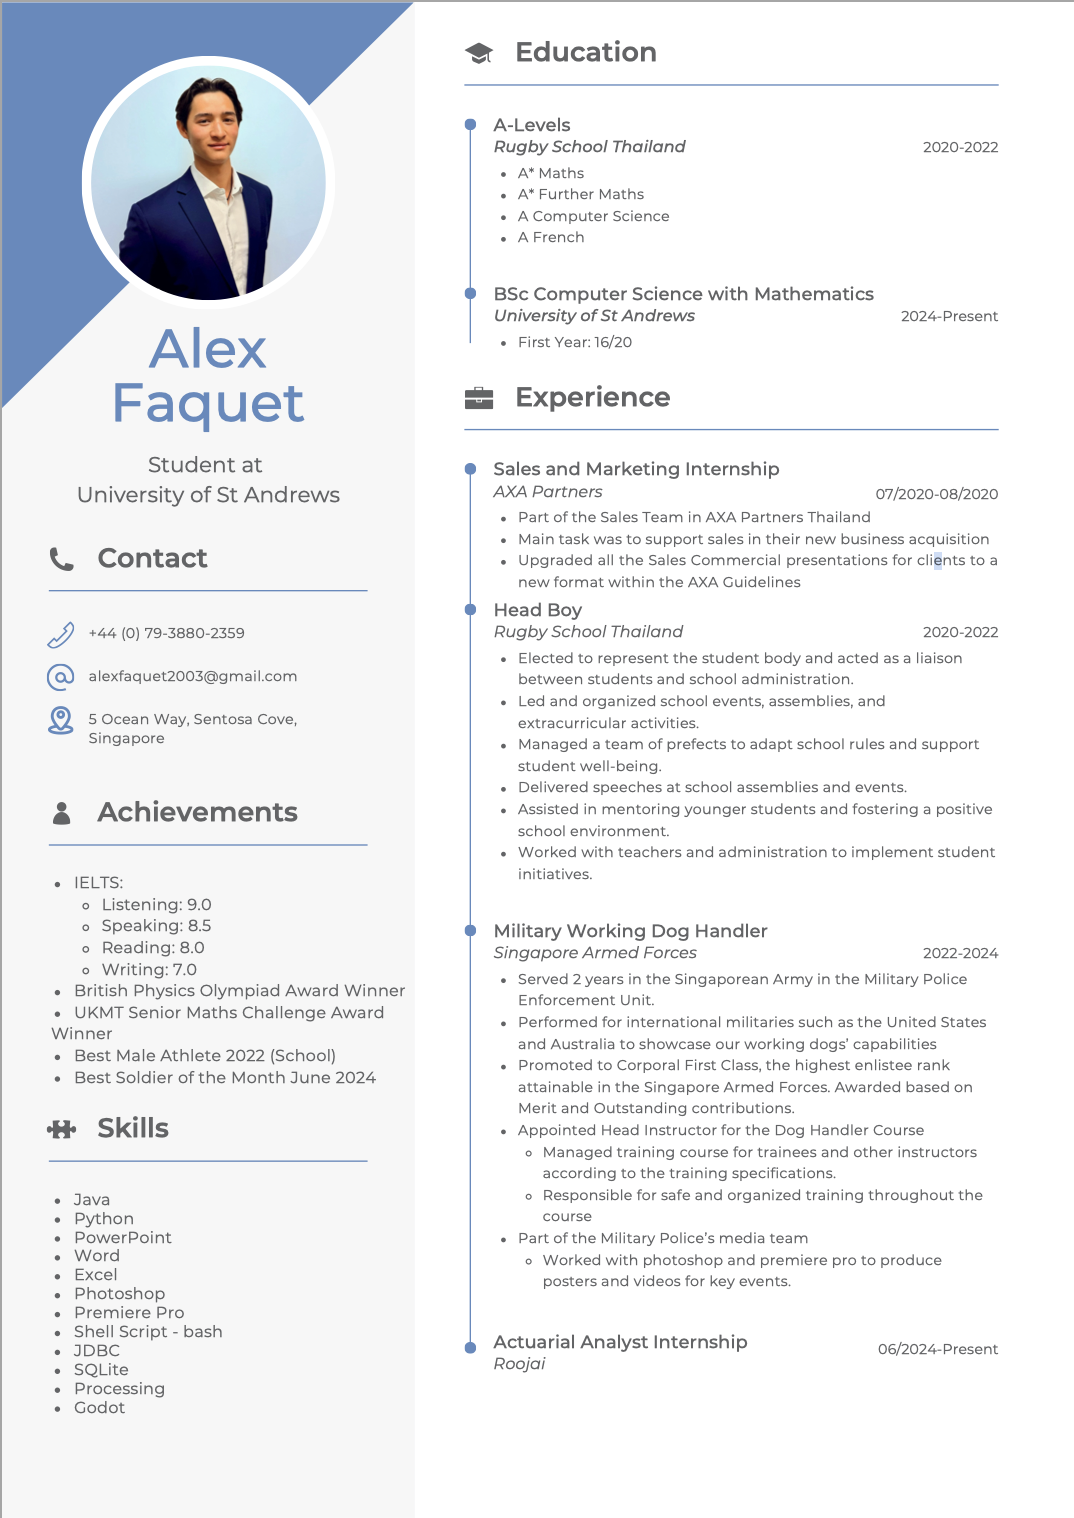 Alex
Faquet
Student at
University of St Andrews
Contact
+44 (0) 79-3880-2359
alexfaquet2003@gmail.com
5 Ocean Way, Sentosa Cove,
Singapore
Achievements
• IELTS:
◦ Listening: 9.0
◦ Speaking: 8.5
◦ Reading: 8.0
◦ Writing: 7.0
• British Physics Olympiad Award Winner
• UKMT Senior Maths Challenge Award
Winner
• Best Male Athlete 2022 (School)
• Best Soldier of the Month June 2024
Skills
• Java
• Python
• PowerPoint
• Word
• Excel
• Photoshop
• Premiere Pro
• Shell Script - bash
• JDBC
• SQLite
• Processing
• Godot
Education
A-Levels
Rugby School Thailand 2020-2022
• A* Maths
• A* Further Maths
• A Computer Science
• A French
BSc Computer Science with Mathematics
University of St Andrews 2024-Present
• First Year: 16/20
Experience
Sales and Marketing Internship
AXA Partners 07/2020-08/2020
• Part of the Sales Team in AXA Partners Thailand
• Main task was to support sales in their new business acquisition
• Upgraded all the Sales Commercial presentations for clients to a
new format within the AXA Guidelines
Head Boy
Rugby School Thailand 2020-2022
• Elected to represent the student body and acted as a liaison
between students and school administration.
• Led and organized school events, assemblies, and
extracurricular activities.
• Managed a team of prefects to adapt school rules and support
student well-being.
• Delivered speeches at school assemblies and events.
• Assisted in mentoring younger students and fostering a positive
school environment.
• Worked with teachers and administration to implement student
initiatives.
Military Working Dog Handler
Singapore Armed Forces 2022-2024
• Served 2 years in the Singaporean Army in the Military Police
Enforcement Unit.
• Performed for international militaries such as the United States
and Australia to showcase our working dogs’ capabilities
• Promoted to Corporal First Class, the highest enlistee rank
attainable in the Singapore Armed Forces. Awarded based on
Merit and Outstanding contributions.
• Appointed Head Instructor for the Dog Handler Course
◦ Managed training course for trainees and other instructors
according to the training specifications.
◦ Responsible for safe and organized training throughout the
course
• Part of the Military Police’s media team
◦ Worked with photoshop and premiere pro to produce
posters and videos for key events.
Actuarial Analyst Internship 06/2024-Present
Roojai